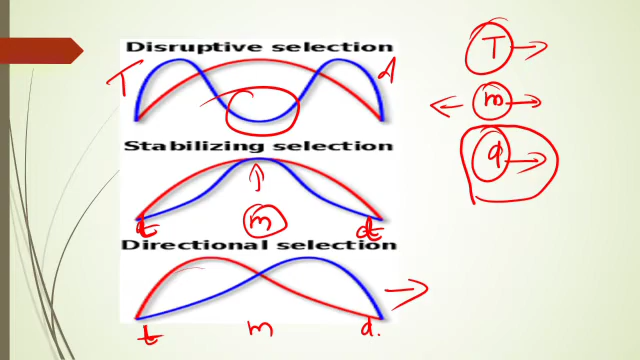 Disruptive selection
T
T
m
d
Stabilizing selection
m
t
Directional selection
t
m
d.